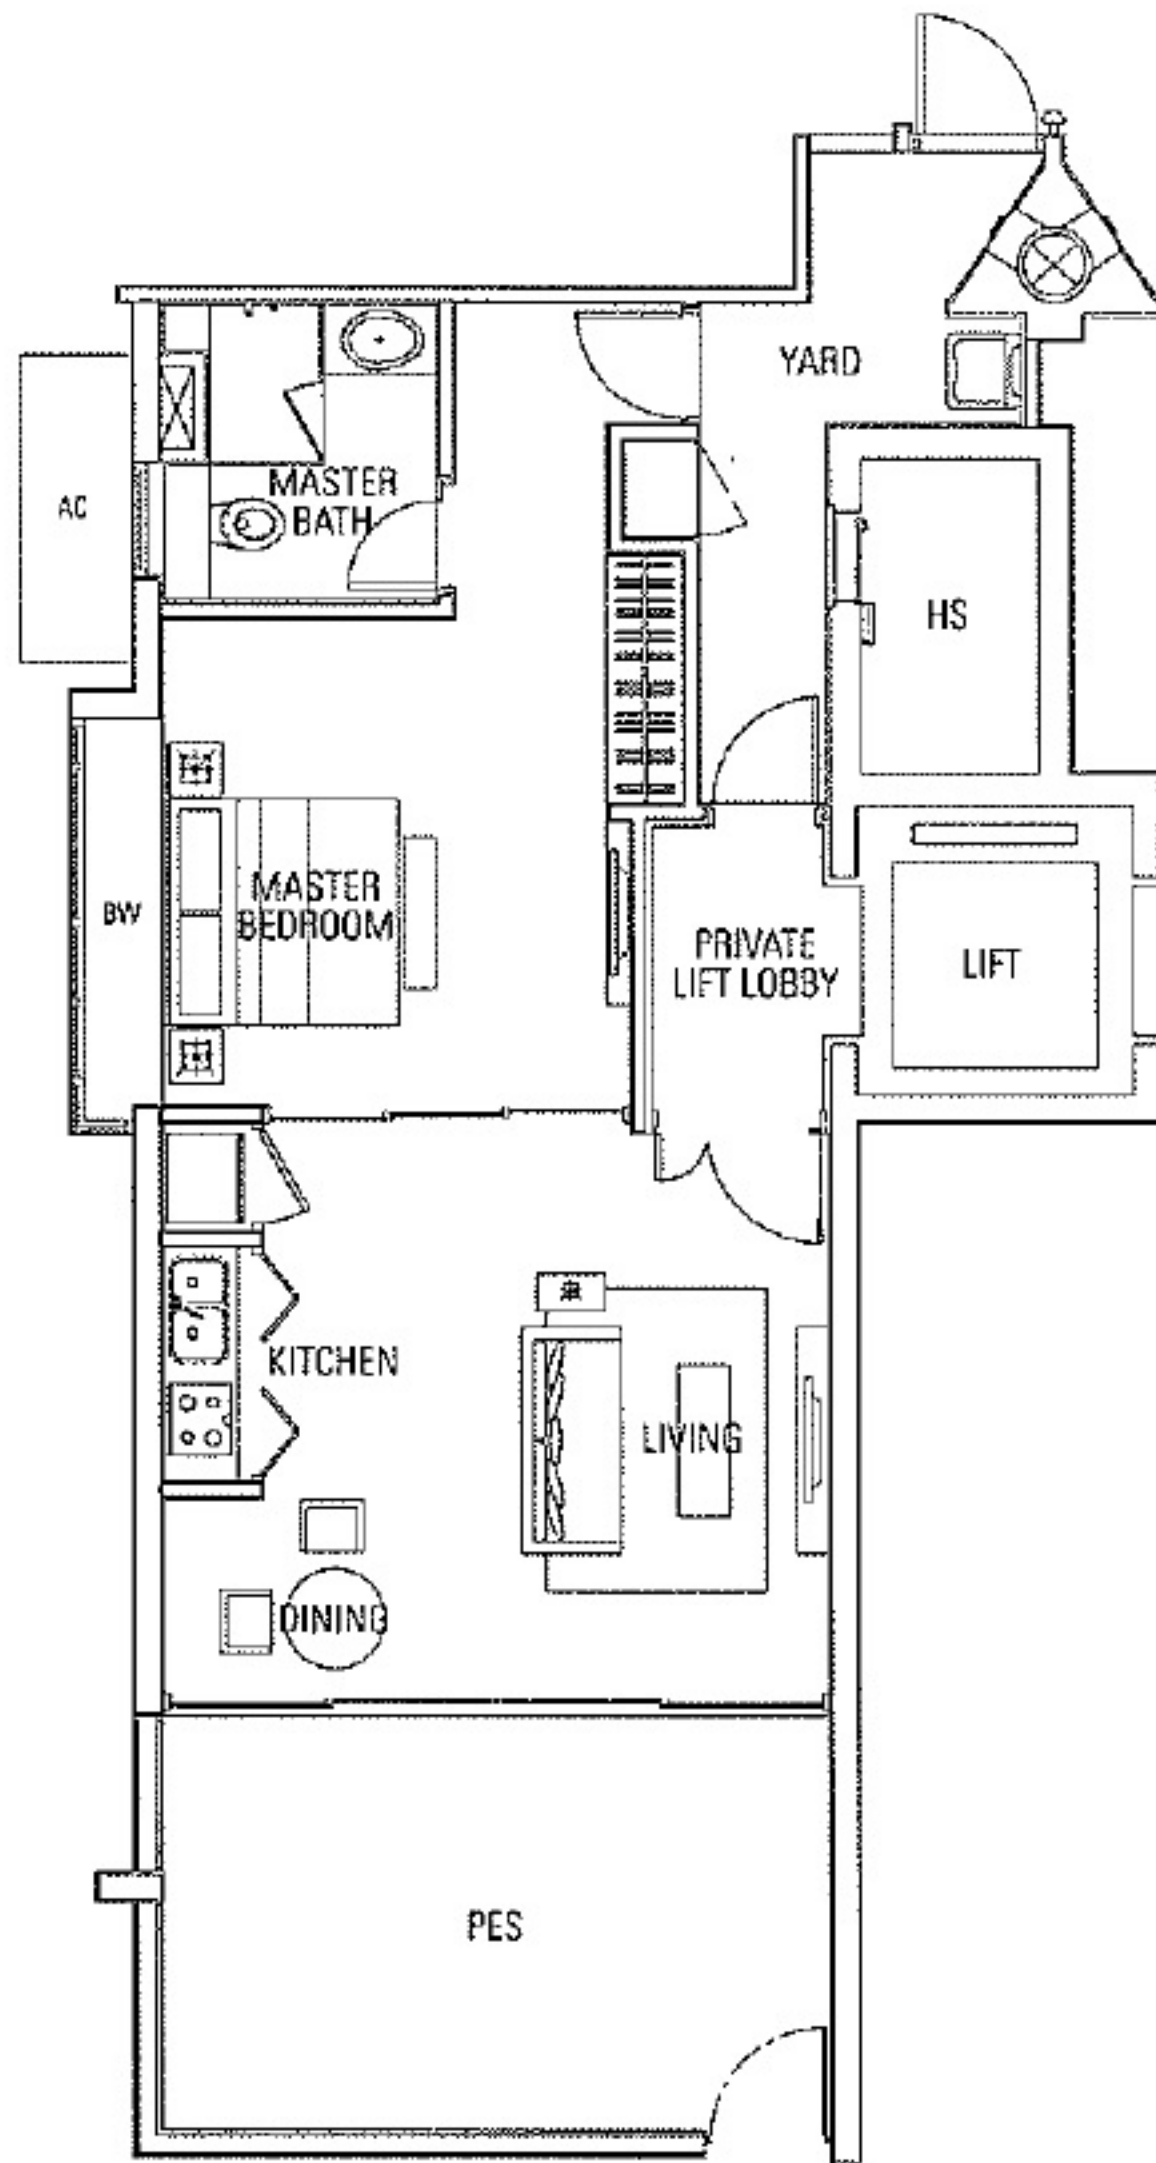 YARD
MASTER
BATH
AC
HS
MASTER
BEDROOM
BW
PRIVATE
LIFT LOBBY
LIFT
KITCHEN
LIVING
DINING
PES